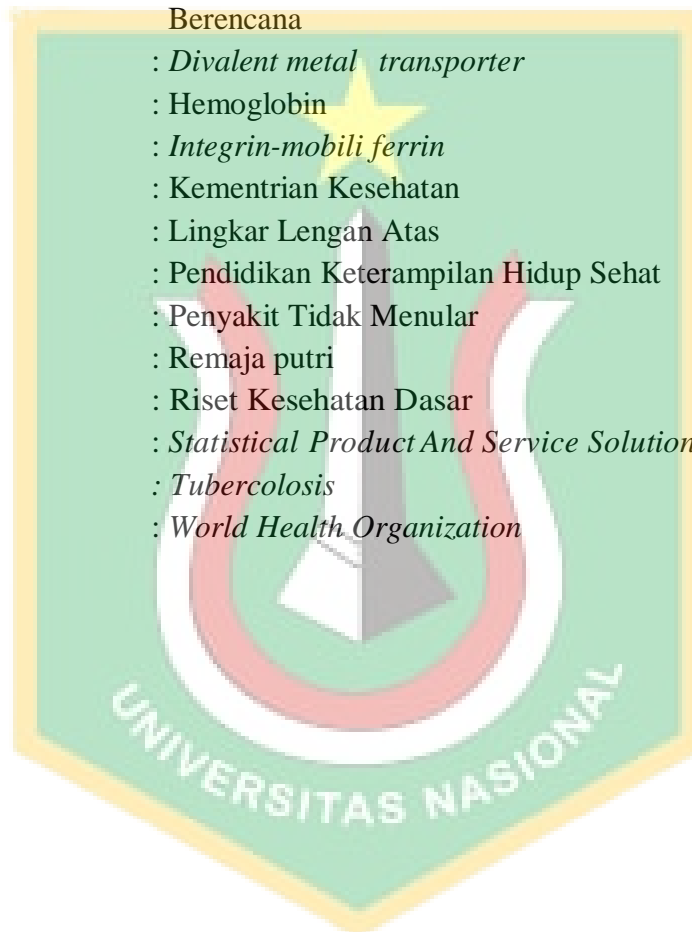 Berencana
: Divalent metal transporter
: Hemoglobin
: Integrin-mobili ferrin
: Kementrian Kesehatan
: Lingkar Lengan Atas
: Pendidikan Keterampilan Hidup Sehat
: Penyakit Tidak Menular
: Remaja putri
: Riset Kesehatan Dasar
: Statistical Product And Service Solution
: Tubercolosis
: World Health Organization
UNIVERSITAS NASIONAL